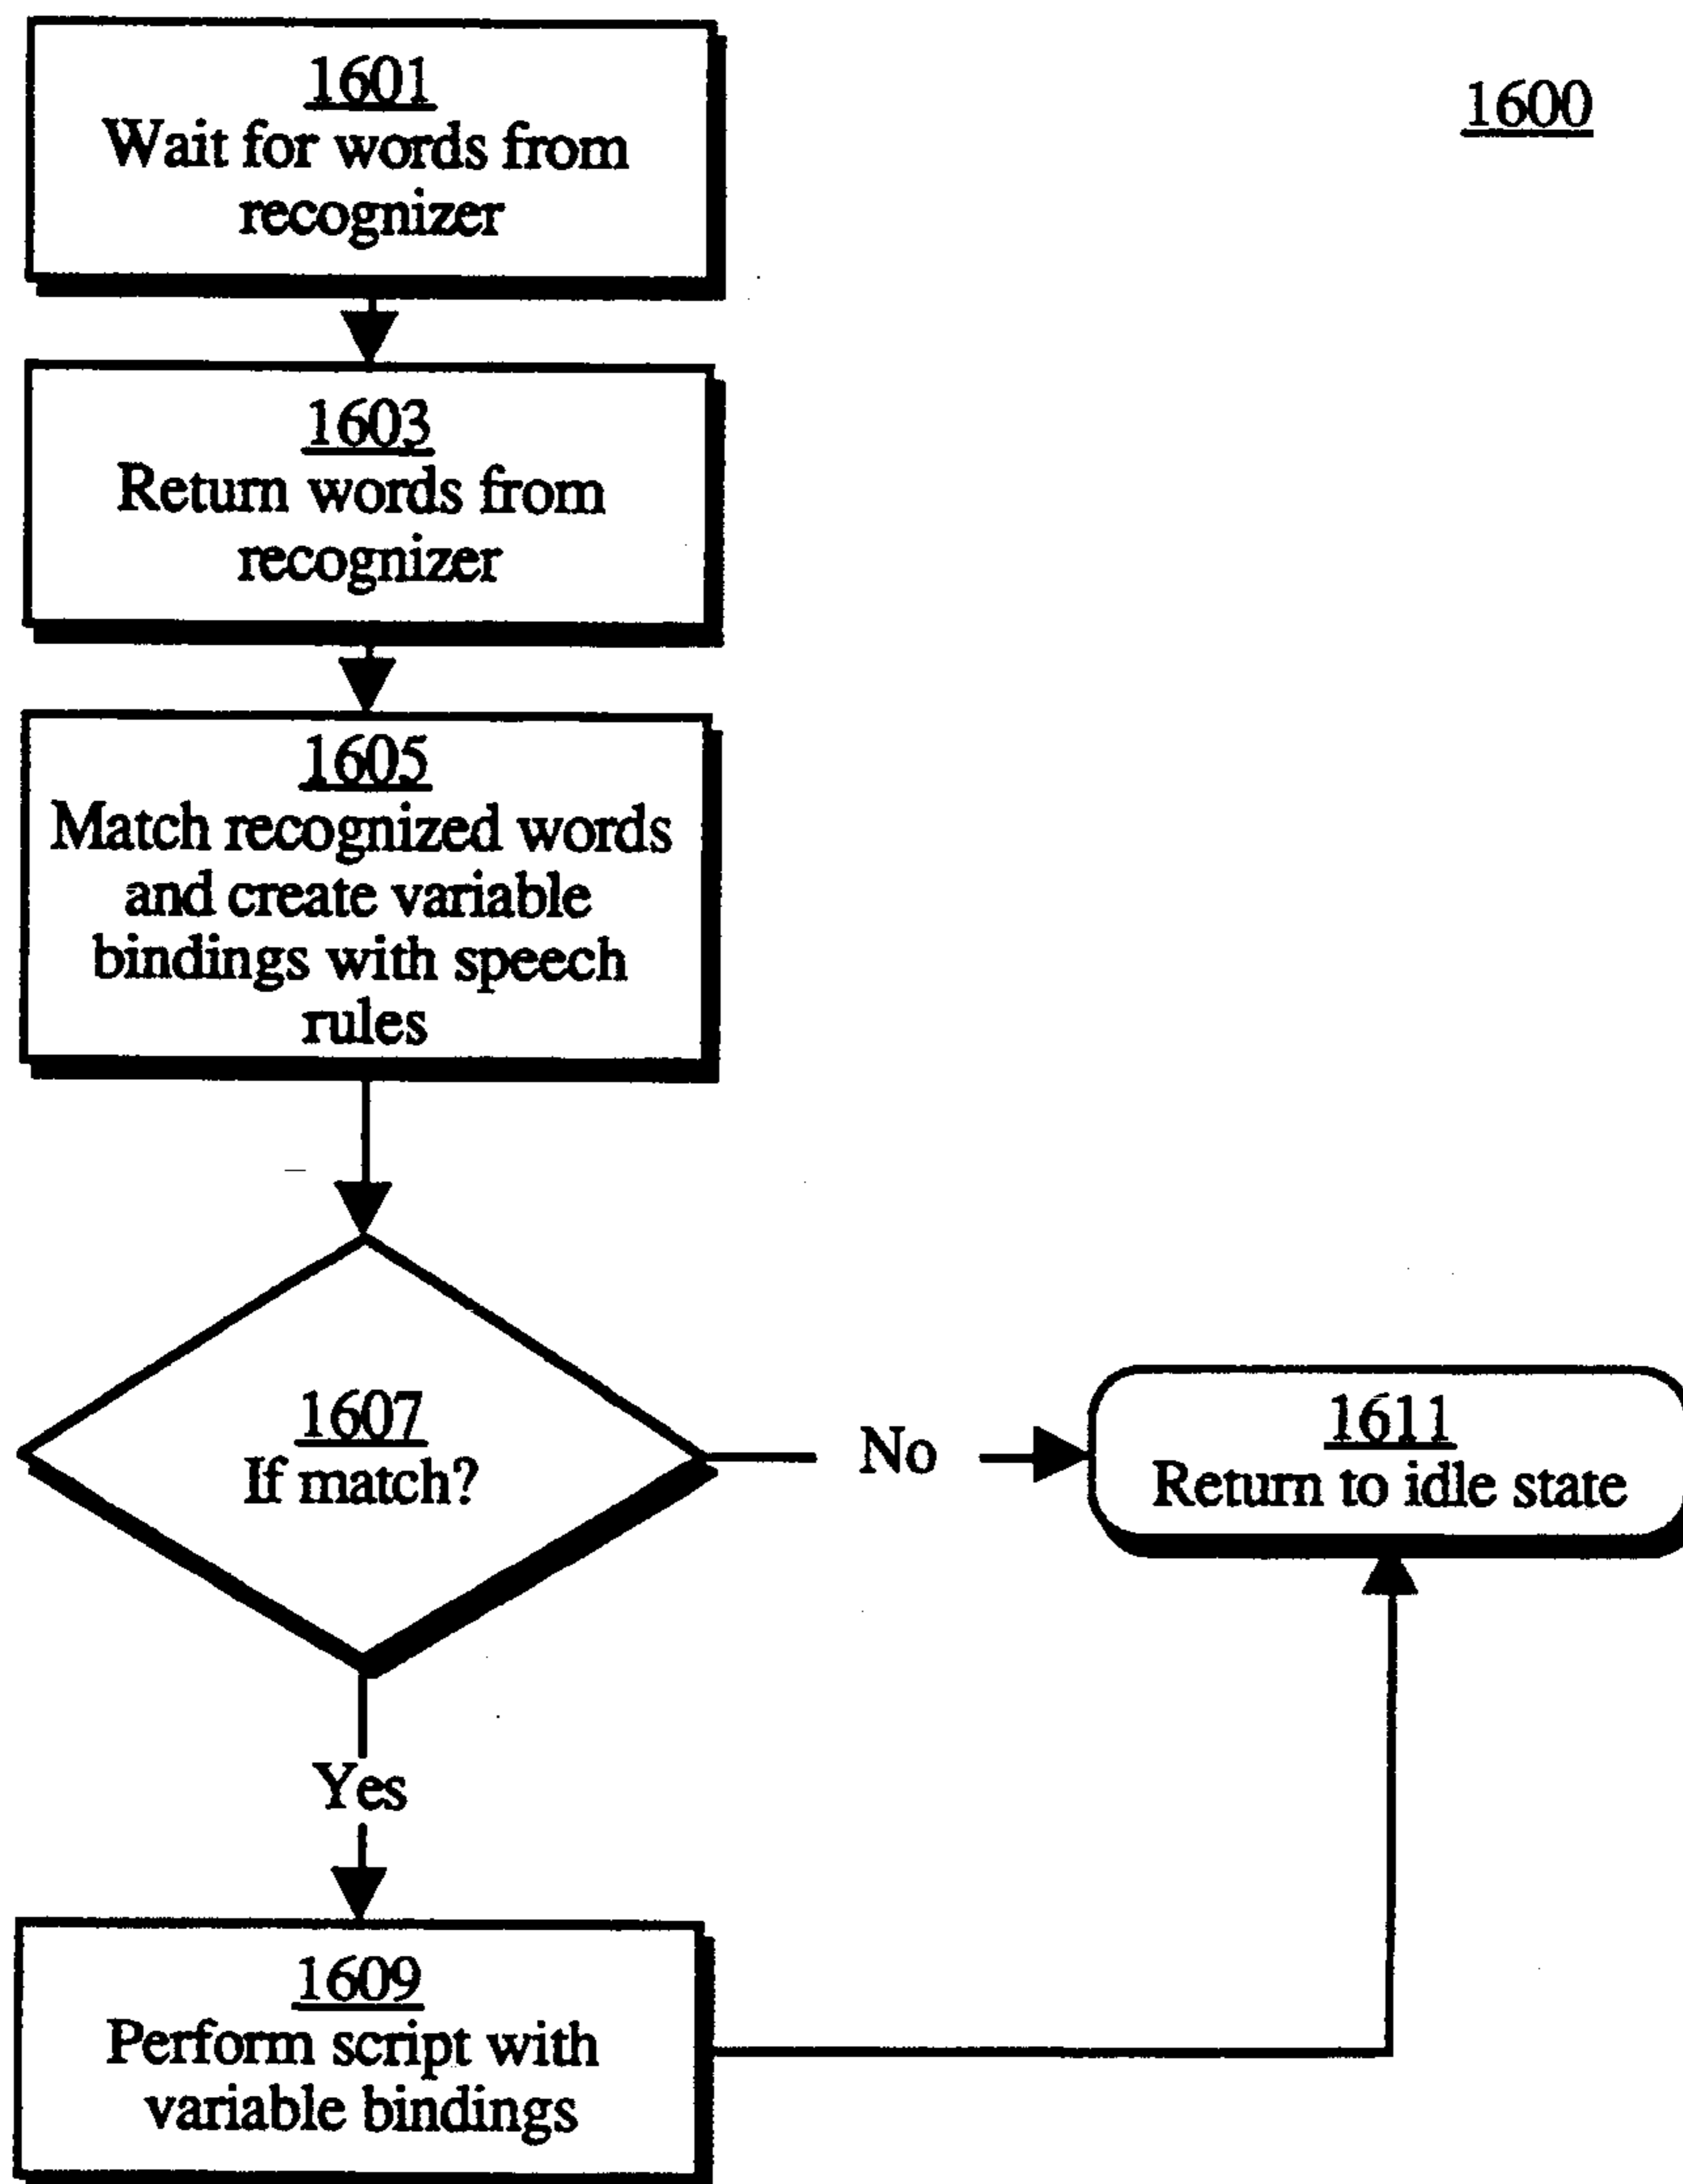 1600
1601
Wait for words from
recognizer
1603
Return words from
recognizer
1605
Match recognized words
and create variable
bindings with speech
rules
1607
If match?
No
1611
Return to idle state
Yes
1609
Perform script with
variable bindings